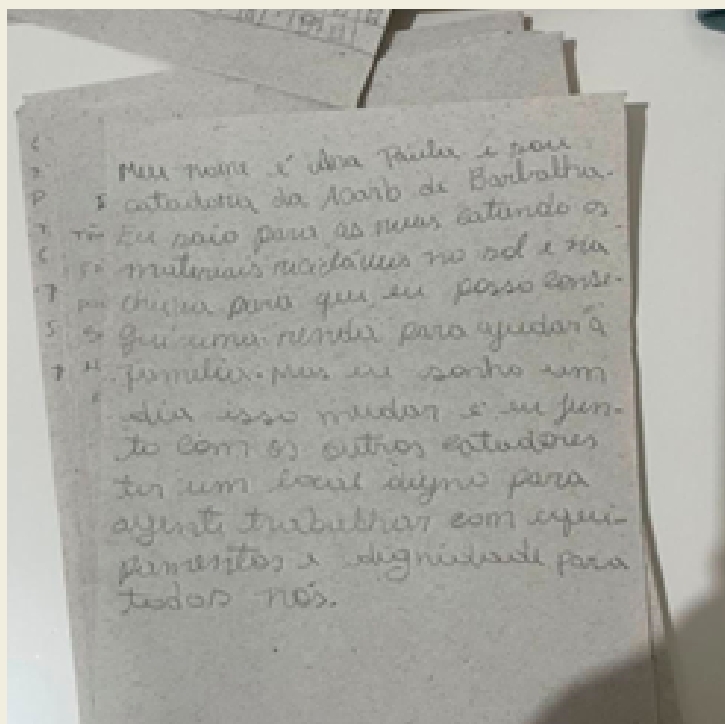 Meu nome é Ana Paula e sou
catadora da Acarb de Barbalha.
Eu saio para as ruas catando os
materiais recicláveis no sol e na
chuva para que eu posso conse-
gui uma renda para ajudar á
familia. Mas eu sonho um
dia isso mudar e eu jun-
to com os outros catadores
ter um local digno para
agente trabalhar com equi-
pamentos e dignidade para
todos nós.